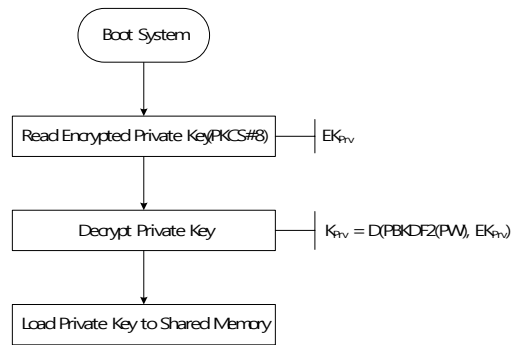 Boot System
Read Encrypted Private Key(PKCS#8)
EKPrv
Decrypt Private Key
KPrv = D(PBKDF2(PW), EKPrv)
Load Private Key to Shared Memory